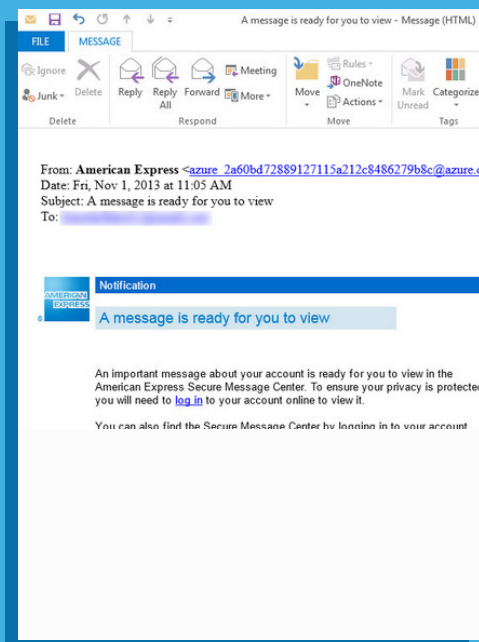 A message is ready for you to view - Message (HTML)
FILE MESSAGE
Ignore
Junk
Delete
Reply
Reply All
Forward
Meeting
More
Move
Rules
OneNote
Actions
Mark Unread
Categorize
Delete Respond Move Tags
From: American Express <azure_2a60bd72889127115a212c8486279b8c@azure.
Date: Fri, Nov 1, 2013 at 11:05 AM
Subject: A message is ready for you to view
To:
AMERICAN EXPRESS
®
Notification
A message is ready for you to view
An important message about your account is ready for you to view in the
American Express Secure Message Center. To ensure your privacy is protected
you will need to log in to your account online to view it.
You can also find the Secure Message Center by logging in to your account